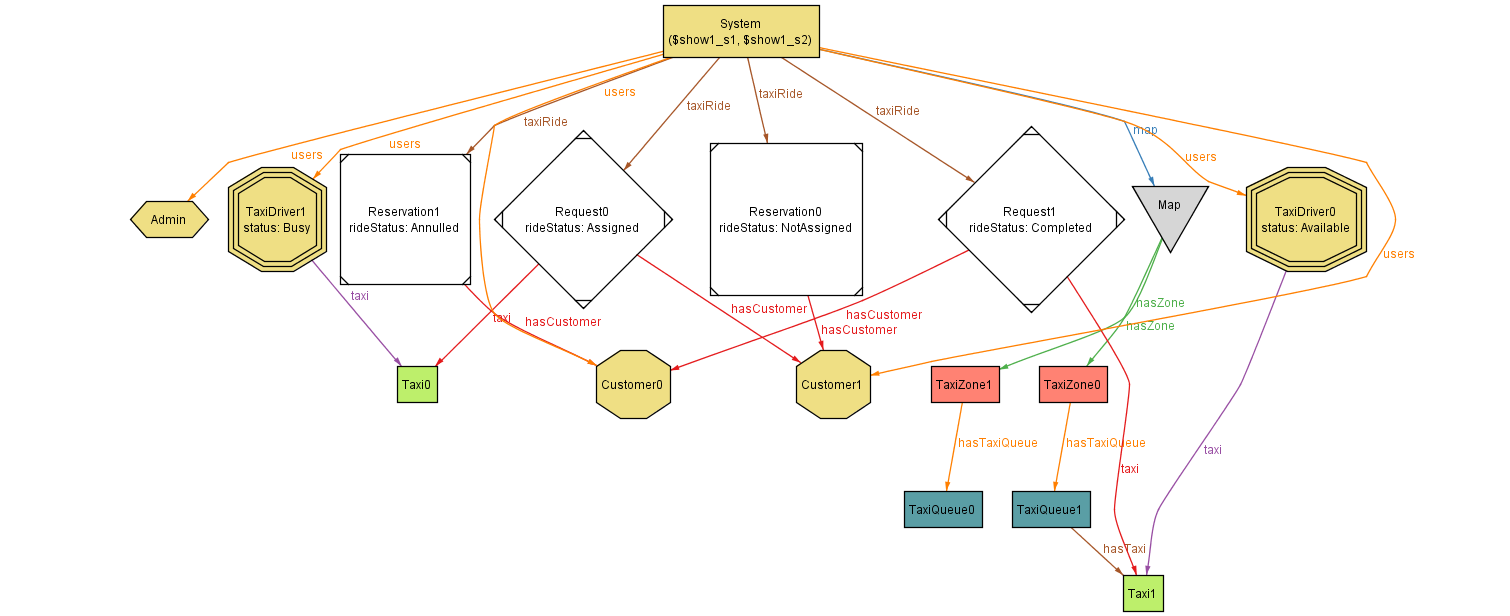 System
($show1_s1, $show1_s2)
users
taxiRide
taxiRide
taxiRide
taxiRide
map
users
users
users
Admin
TaxiDriver1
status: Busy
Reservation1
rideStatus: Annulled
Request0
rideStatus: Assigned
Reservation0
rideStatus: NotAssigned
Request1
rideStatus: Completed
Map
TaxiDriver0
status: Available
users
taxi
taxi
hasCustomer
hasCustomer
hasCustomer
hasCustomer
hasZone
hasZone
Taxi0
Customer0
Customer1
TaxiZone1
TaxiZone0
hasTaxiQueue
hasTaxiQueue
taxi
taxi
TaxiQueue0
TaxiQueue1
hasTaxi
Taxi1